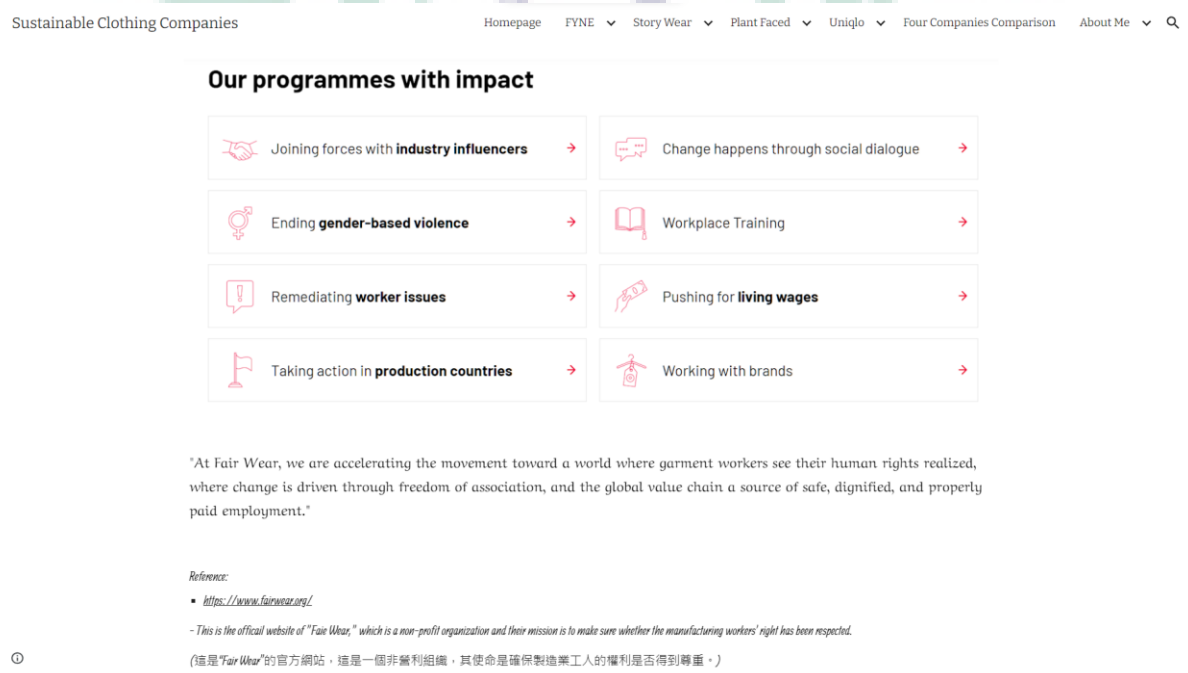 Sustainable Clothing Companies
Homepage FYNE Story Wear Plant Faced Uniqlo Four Companies Comparison About Me
Our programmes with impact
Joining forces with industry influencers
Change happens through social dialogue
Ending gender-based violence
Workplace Training
Remediating worker issues
Pushing for living wages
Taking action in production countries
Working with brands
"At Fair Wear, we are accelerating the movement toward a world where garment workers see their human rights realized,
where change is driven through freedom of association, and the global value chain a source of safe, dignified, and properly
paid employment."
Reference:
https://www.fairwear.org/
- This is the officail website of "Faie Wear," which is a non-profit organization and their mission is to make sure whether the manufacturing workers' right has been respected.
(這是"Fair Wear"的官方網站，這是一個非營利組織，其使命是確保製造業工人的權利是否得到尊重。)